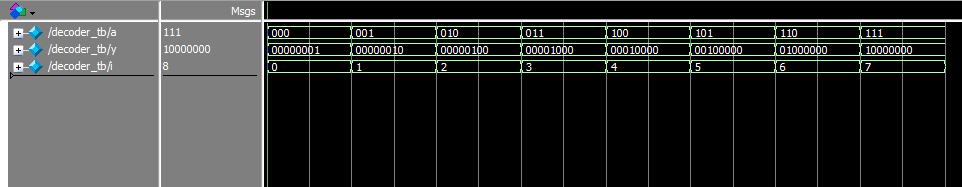 Msgs
/decoder_tb/a 111 000 001 010 011 100 101 110 111
/decoder_tb/y 10000000 00000001 00000010 00000100 00001000 00010000 00100000 01000000 10000000
/decoder_tb/i 8 0 1 2 3 4 5 6 7